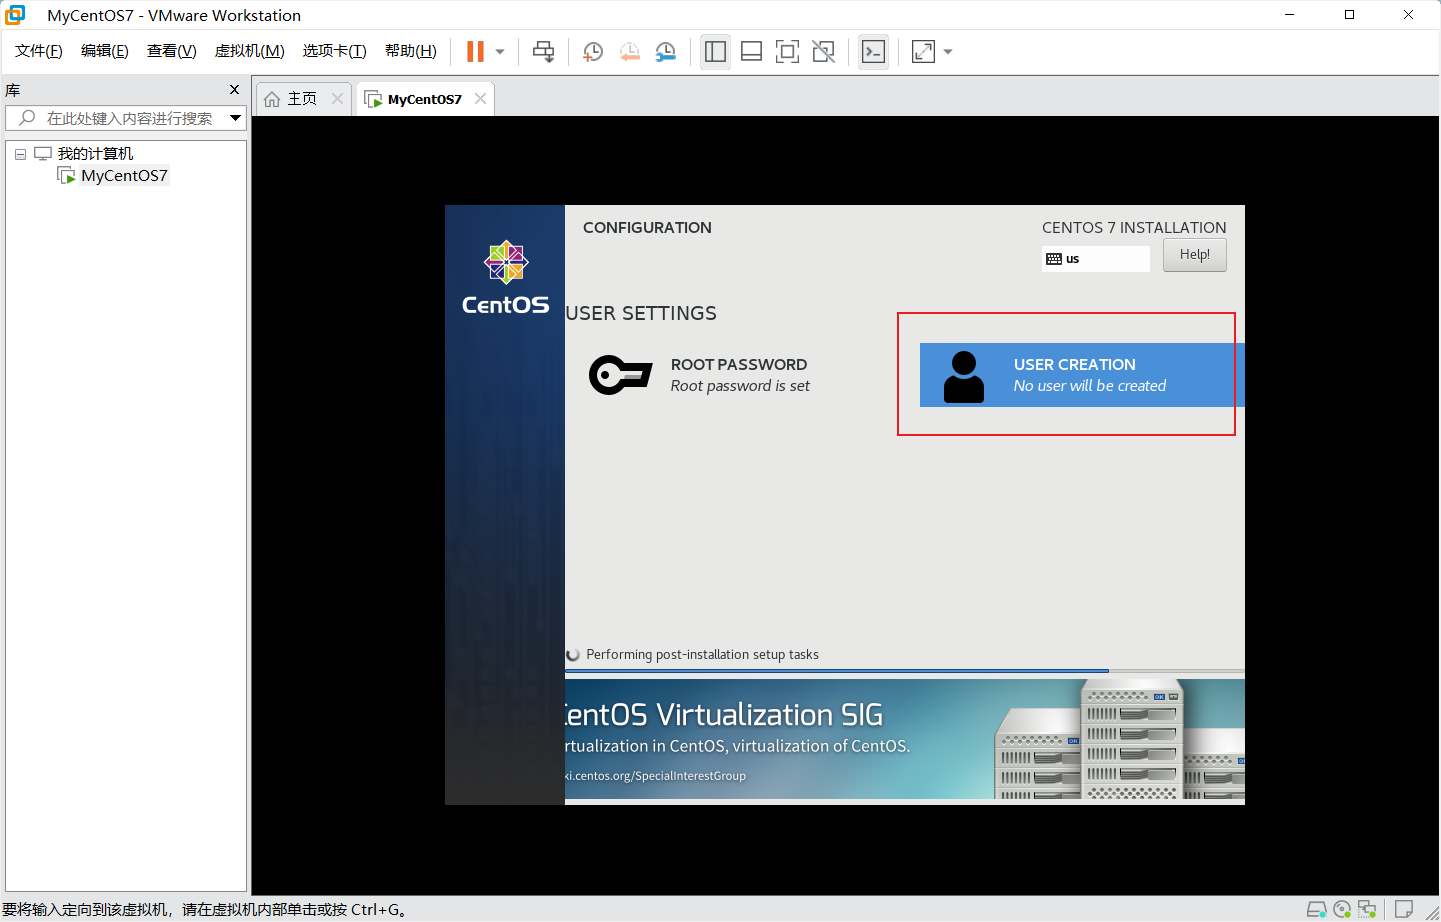 MyCentOS7 - VMware Workstation
文件(F) 编辑(E) 查看(V) 虚拟机(M) 选项卡(T) 帮助(H)
库
在此处键入内容进行搜索
我的计算机
MyCentOS7
主页
MyCentOS7
CentOS
CONFIGURATION
CENTOS 7 INSTALLATION
us
Help!
USER SETTINGS
ROOT PASSWORD
Root password is set
USER CREATION
No user will be created
Performing post-installation setup tasks
CentOS Virtualization SIG
rtualization in CentOS, virtualization of CentOS.
ki.centos.org/SpecialInterestGroup
OK
OK
要将输入定向到该虚拟机，请在虚拟机内部单击或按 Ctrl+G。